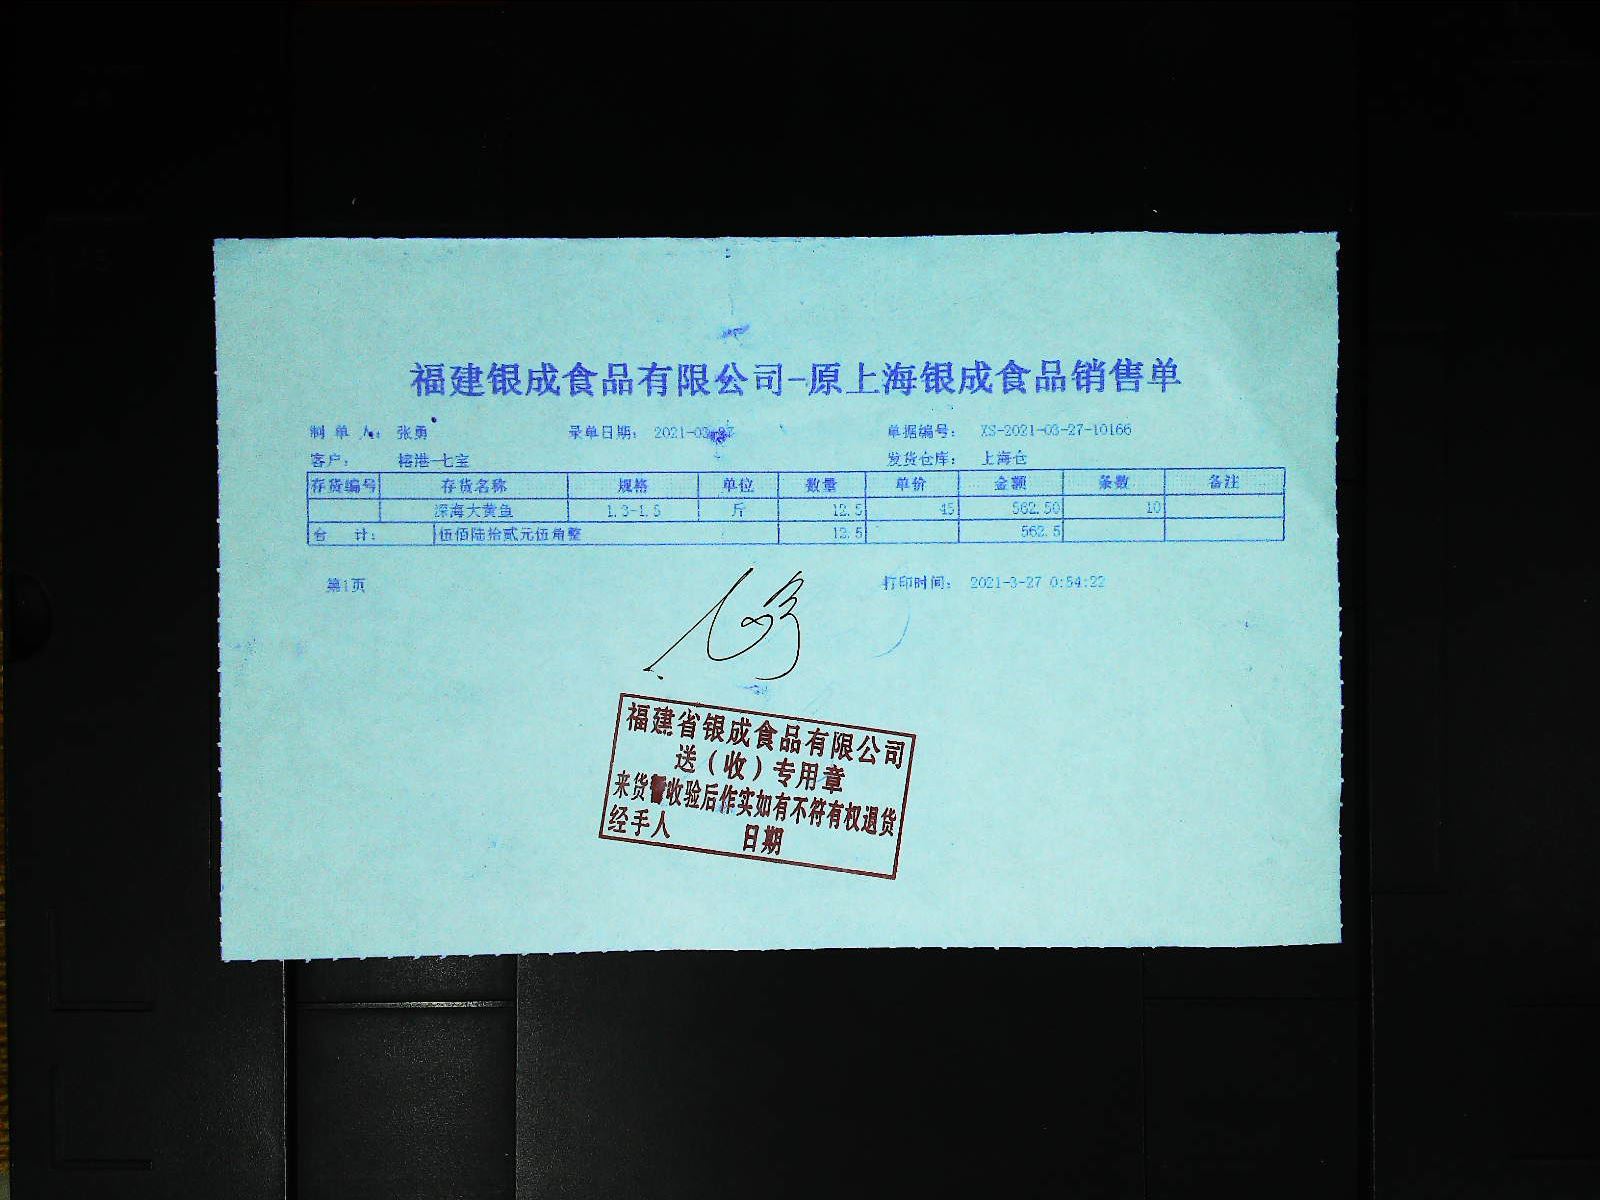 福建银成食品有限公司-原上海银成食品销售单
制 单 人： 张勇 录单日期： 2021-03-27 单据编号： XS-2021-03-27-10166
客户： 榕港-七宝 发货仓库： 上海仓
存货编号 存货名称 规格 单位 数量 单价 金额 条数 备注
深海大黄鱼 1.3-1.5 斤 12.5 45 562.50 10
合 计： 伍佰陆拾贰元伍角整 12.5 562.5
第1页 打印时间： 2021-3-27 0:54:22
福建省银成食品有限公司
送（收）专用章
来货暂收验后作实如有不符有权退货
经手人 日期